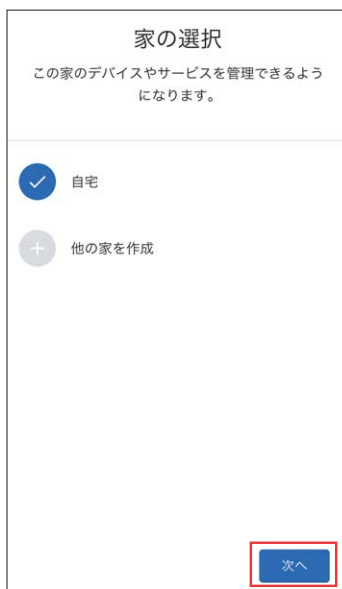 家の選択
この家のデバイスやサービスを管理できるよう
になります。
自宅
他の家を作成
次へ